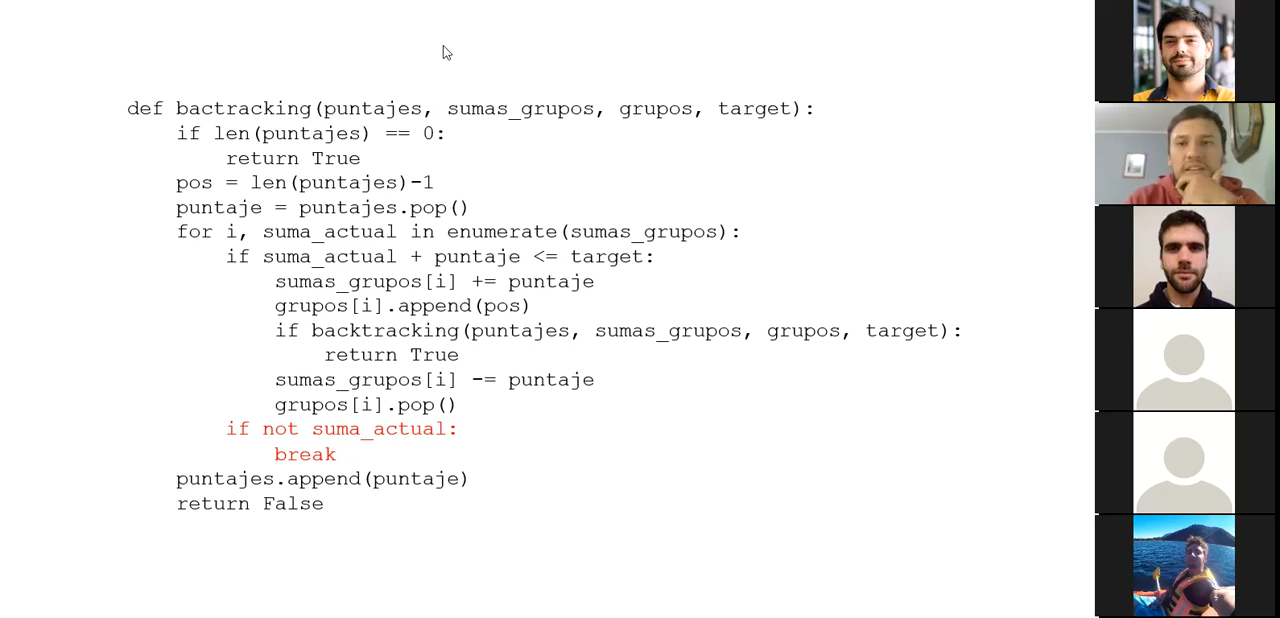 def bactracking(puntajes, sumas_grupos, grupos, target):
    if len(puntajes) == 0:
        return True
    pos = len(puntajes)-1
    puntaje = puntajes.pop()
    for i, suma_actual in enumerate(sumas_grupos):
        if suma_actual + puntaje <= target:
            sumas_grupos[i] += puntaje
            grupos[i].append(pos)
            if backtracking(puntajes, sumas_grupos, grupos, target):
                return True
            sumas_grupos[i] -= puntaje
            grupos[i].pop()
        if not suma_actual:
            break
    puntajes.append(puntaje)
    return False